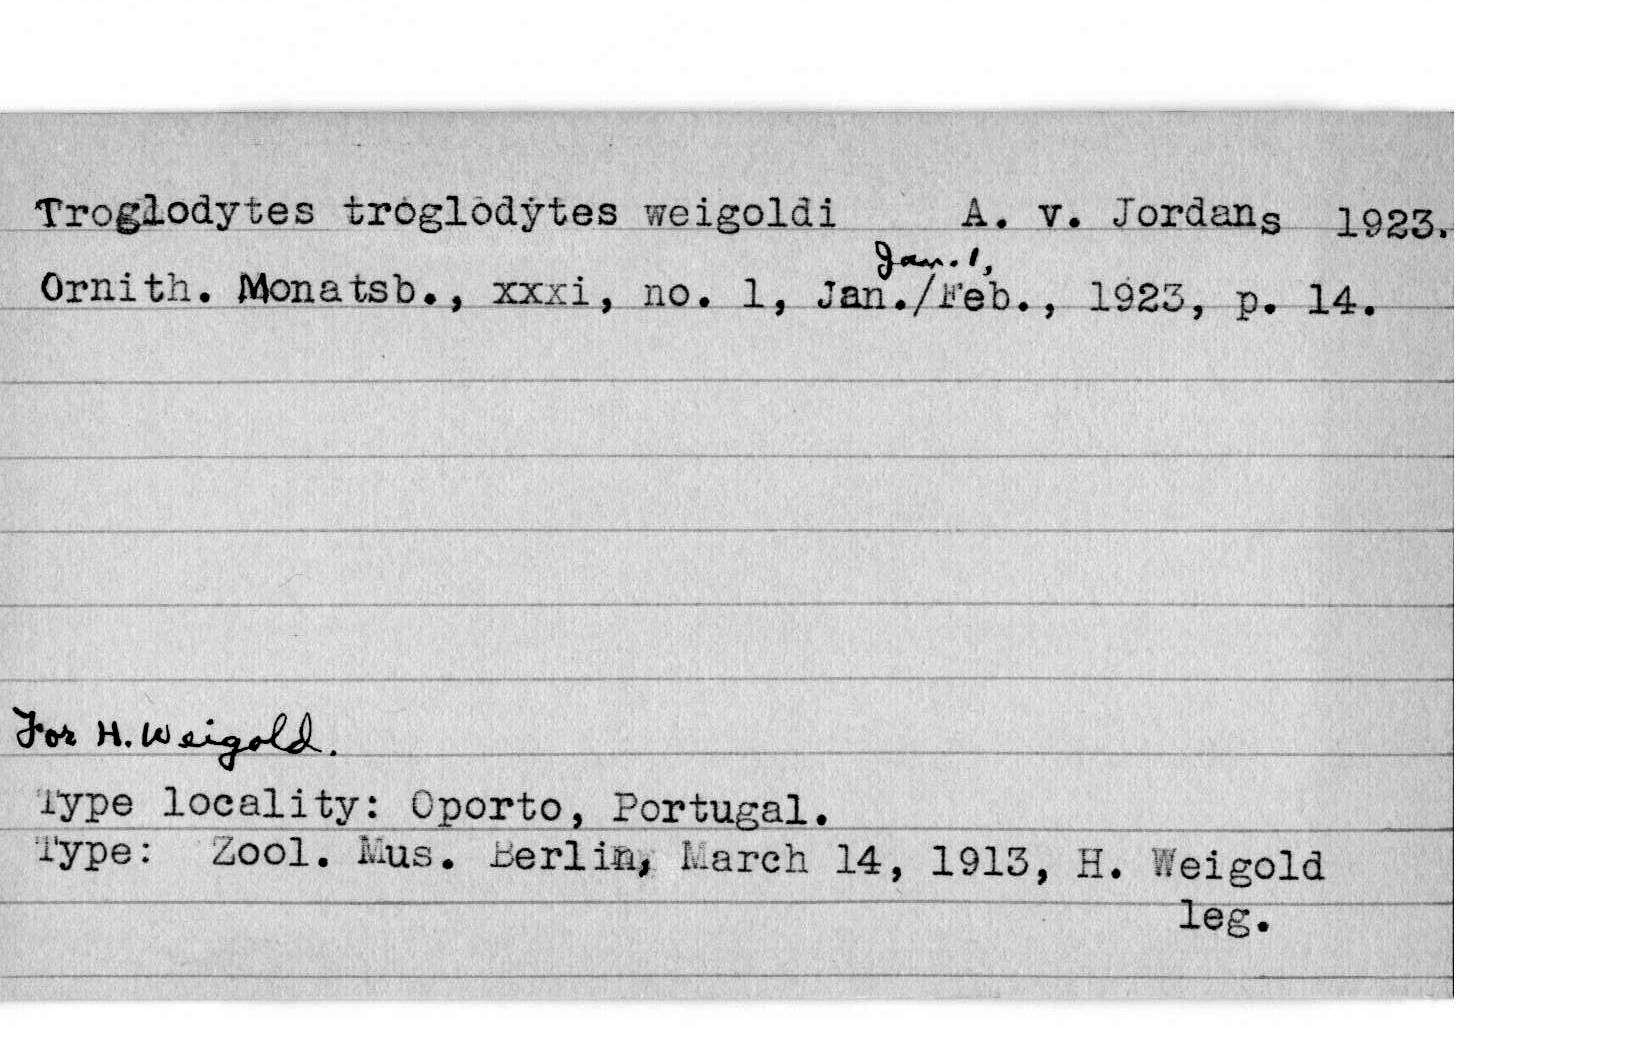 Troglodytes troglodytes weigoldi A. v. Jordans 1923.
Jan. 1,
Ornith. Monatsb., xxxi, no. 1, Jan./Feb., 1923, p. 14.
For H. Weigold.
Type locality: Oporto, Portugal.
Type: Zool. Mus. Berlin, March 14, 1913, H. Weigold
leg.